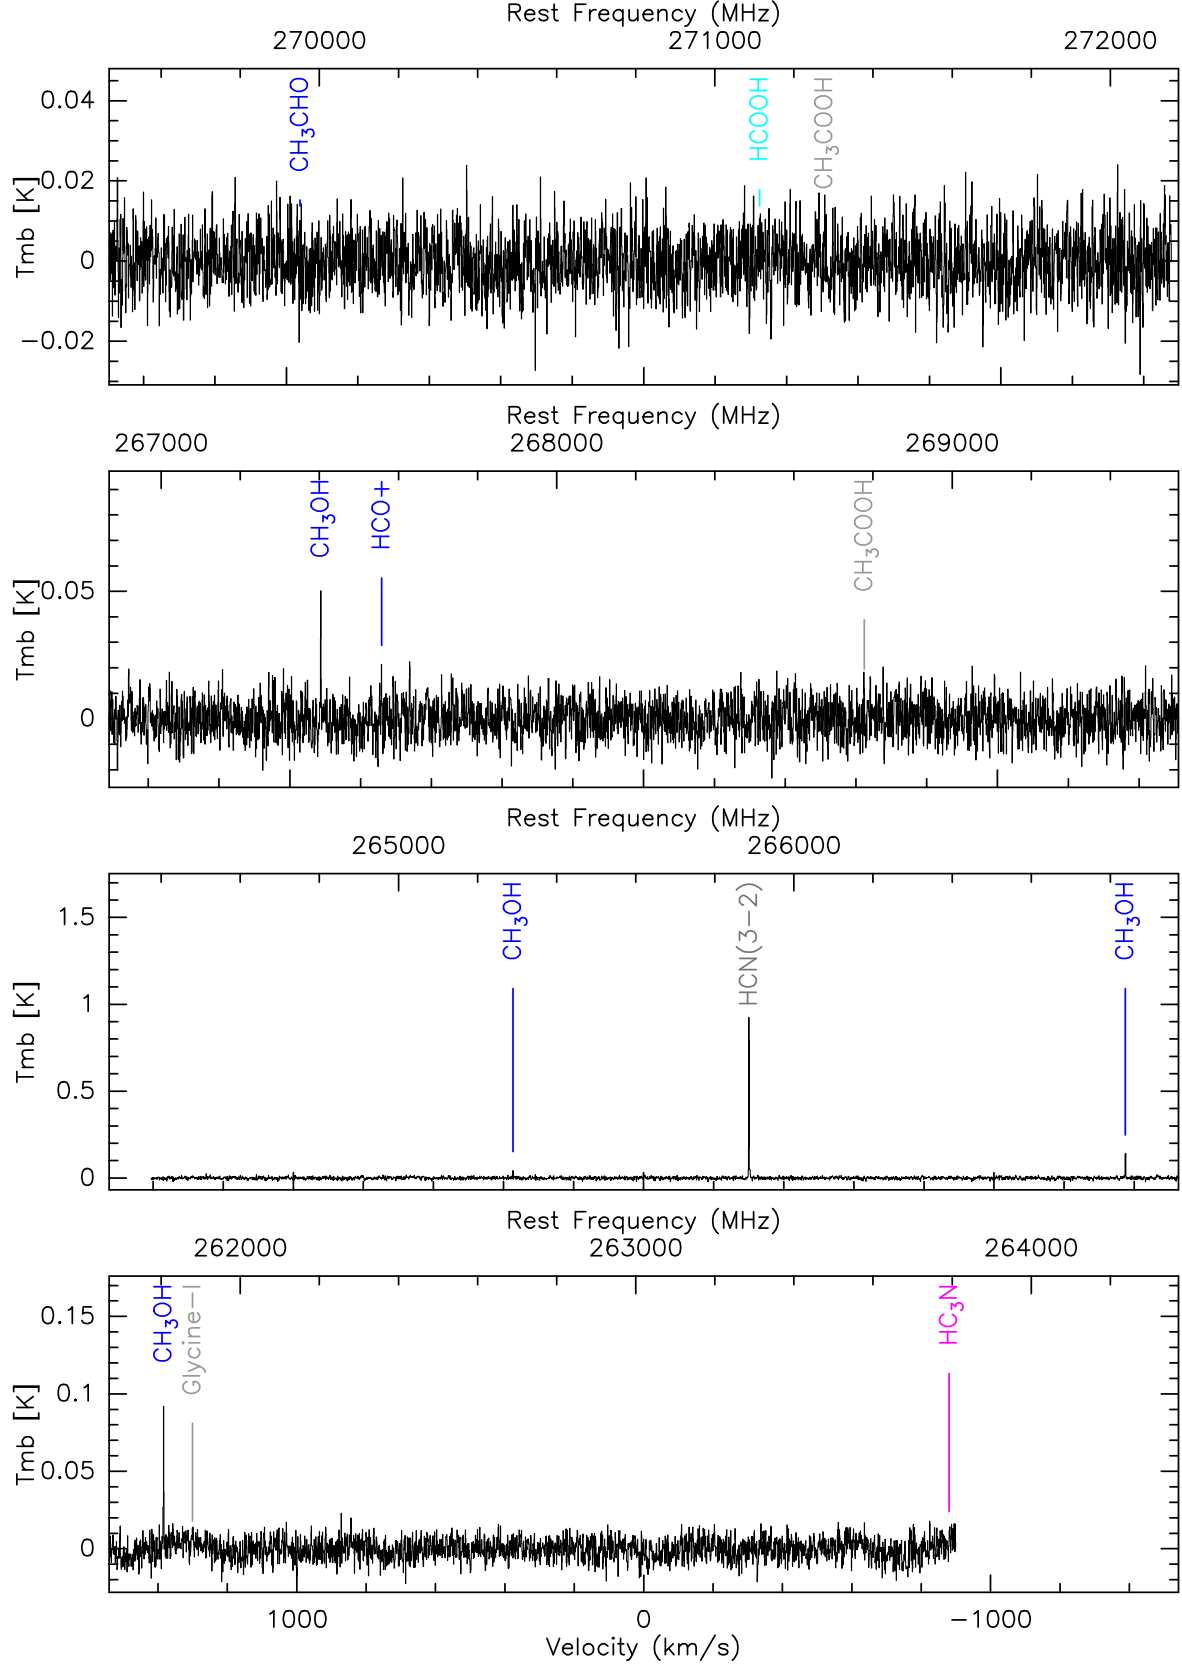 Rest Frequency (MHz)
270000 271000 272000
CH3CHO HCOOH CH3COOH
0.04
0.02
0
−0.02
Tmb [K]
Rest Frequency (MHz)
267000 268000 269000
CH3OH HCO+ CH3COOH
0.05
0
Tmb [K]
Rest Frequency (MHz)
265000 266000
CH3OH HCN(3−2) CH3OH
1.5
1
0.5
0
Tmb [K]
Rest Frequency (MHz)
262000 263000 264000
CH3OH Glycine−I HC3N
0.15
0.1
0.05
0
Tmb [K]
1000 0 −1000
Velocity (km/s)